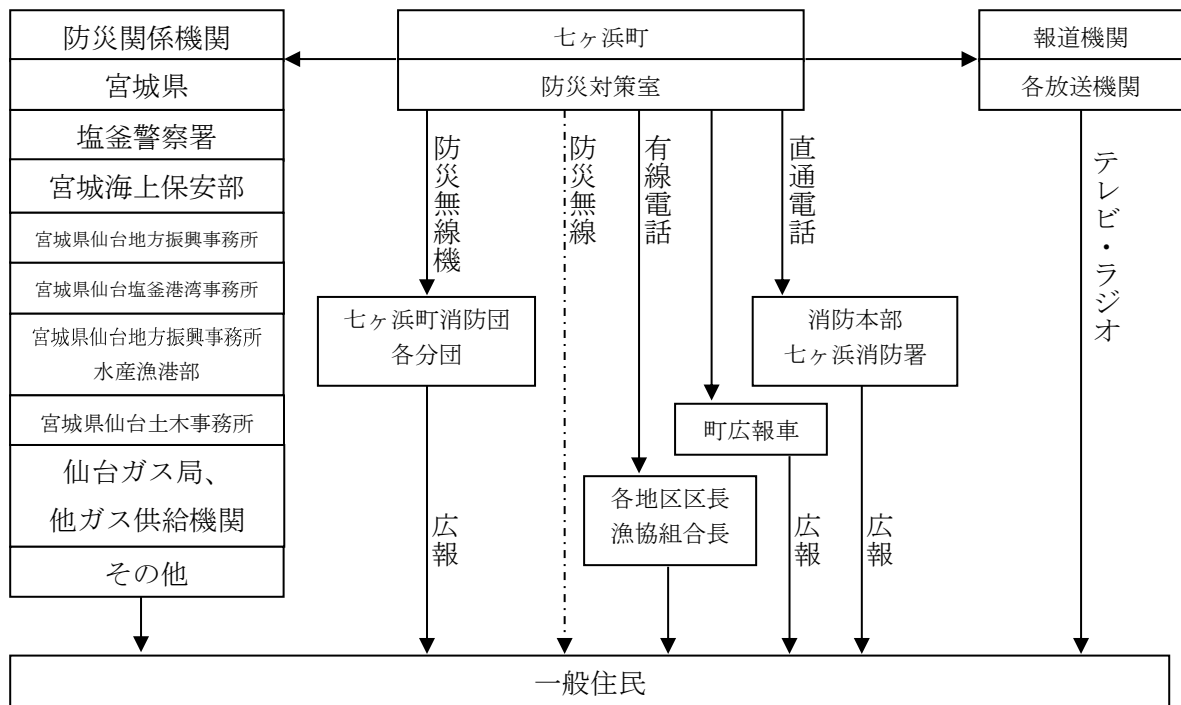 防災関係機関
宮城県
塩釜警察署
宮城海上保安部
宮城県仙台地方振興事務所
宮城県仙台塩釜港湾事務所
宮城県仙台地方振興事務所
水産漁港部
宮城県仙台土木事務所
仙台ガス局、
他ガス供給機関
その他
七ヶ浜町
防災対策室
報道機関
各放送機関
防災無線機
防災無線
有線電話
直通電話
テレビ・ラジオ
七ヶ浜町消防団
各分団
消防本部
七ヶ浜消防署
町広報車
各地区区長
漁協組合長
広報
広報
広報
一般住民